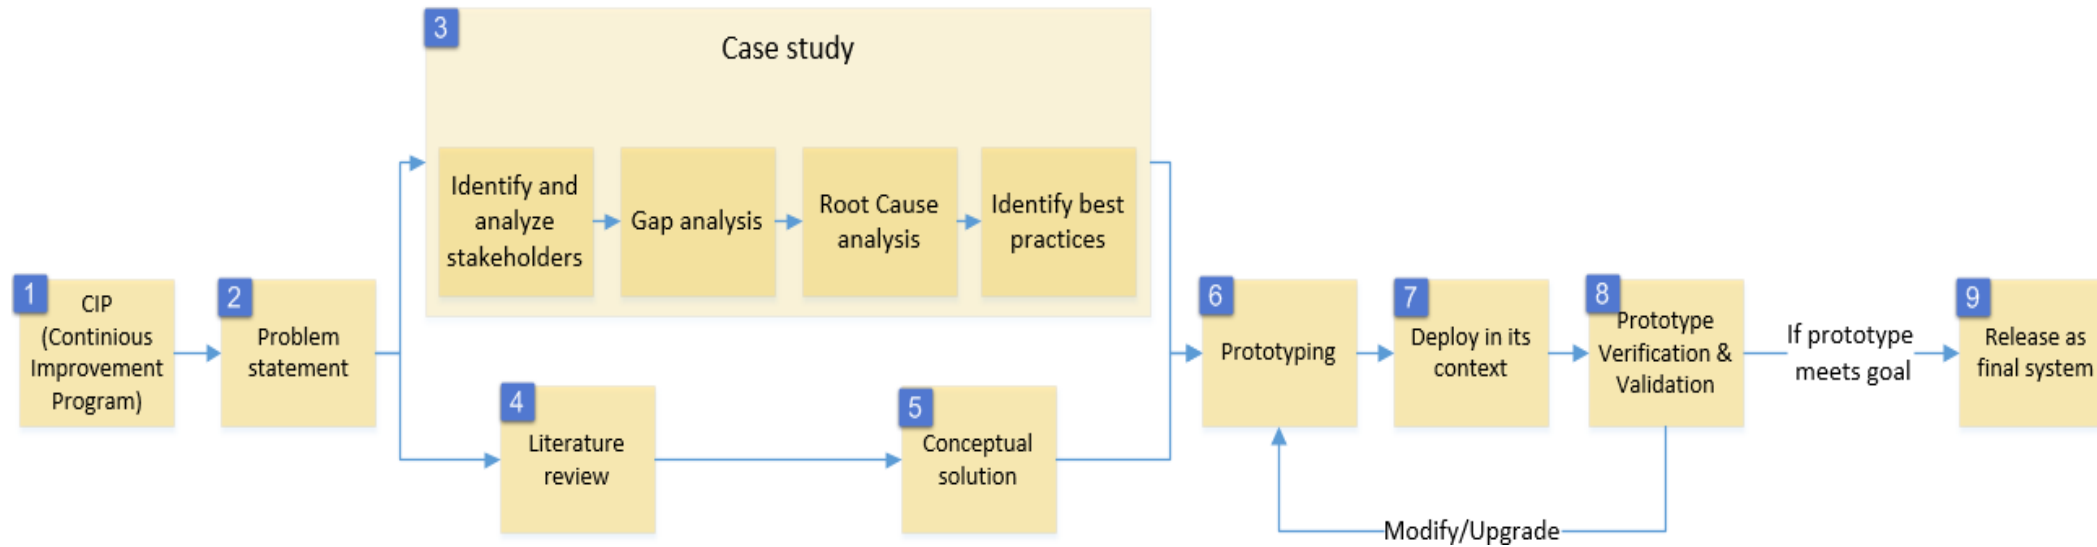 3
Case study
Identify and
analyze
stakeholders
Gap analysis
Root Cause
analysis
Identify best
practices
1
CIP
(Continious
Improvement
Program)
2
Problem
statement
4
Literature
review
5
Conceptual
solution
6
Prototyping
7
Deploy in its
context
8
Prototype
Verification &
Validation
If prototype
meets goal
9
Release as
final system
Modify/Upgrade